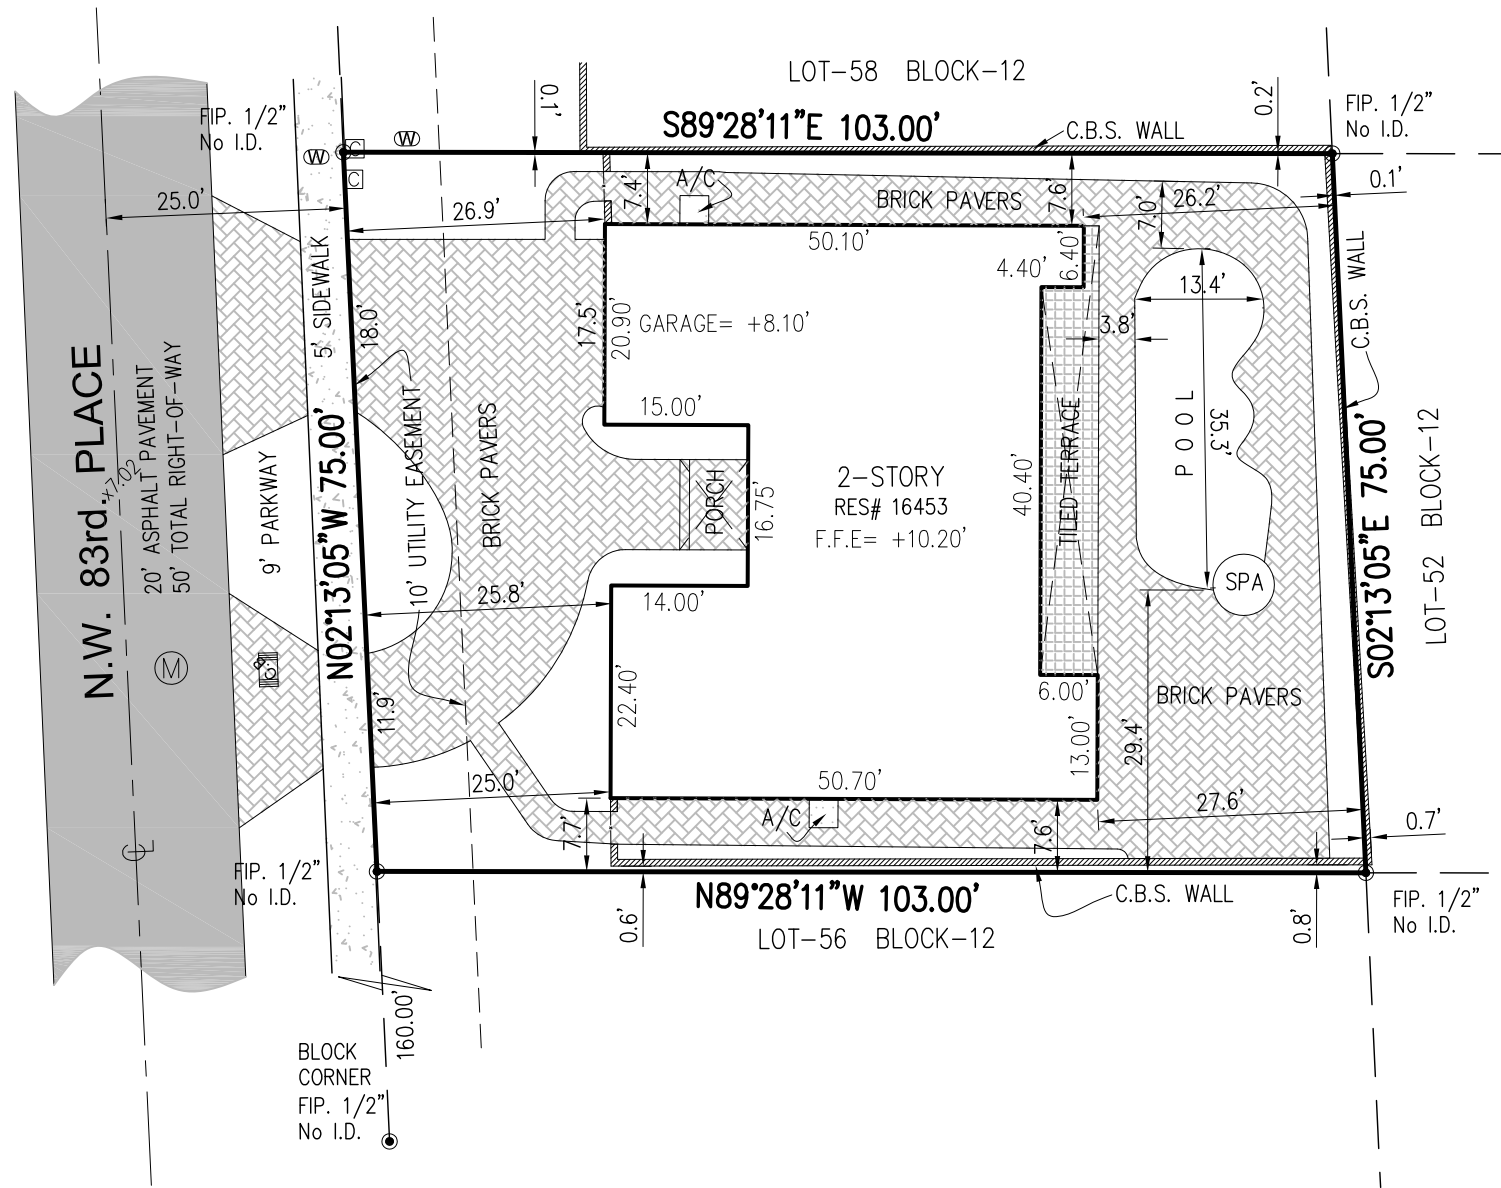 LOT-58 BLOCK-12
S89°28'11"E 103.00'
FIP. 1/2"
No I.D.
W
W
C
C
0.1'
0.2'
C.B.S. WALL
FIP. 1/2"
No I.D.
0.1'
25.0'
26.9'
7.4'
A/C
BRICK PAVERS
7.6'
7.0'
26.2'
50.10'
4.40'
6.40'
13.4'
3.8'
C.B.S. WALL
5' SIDEWALK
18.0'
17.5'
20.90'
GARAGE= +8.10'
15.00'
N.W. 83rd. PLACE
x7.02
20' ASPHALT PAVEMENT
50' TOTAL RIGHT-OF-WAY
9' PARKWAY
N02°13'05"W 75.00'
10' UTILITY EASEMENT
BRICK PAVERS
PORCH
16.75'
2-STORY
RES# 16453
F.F.E= +10.20'
40.40'
TILED TERRACE
POOL
35.3'
SPA
S02°13'05"E 75.00'
LOT-52 BLOCK-12
25.8'
14.00'
22.40'
6.00'
13.00'
29.4'
BRICK PAVERS
M
C.B.
11.9'
25.0'
50.70'
7.7'
A/C
7.6'
27.6'
0.7'
CL
FIP. 1/2"
No I.D.
N89°28'11"W 103.00'
C.B.S. WALL
FIP. 1/2"
No I.D.
0.6'
LOT-56 BLOCK-12
0.8'
160.00'
BLOCK
CORNER
FIP. 1/2"
No I.D.